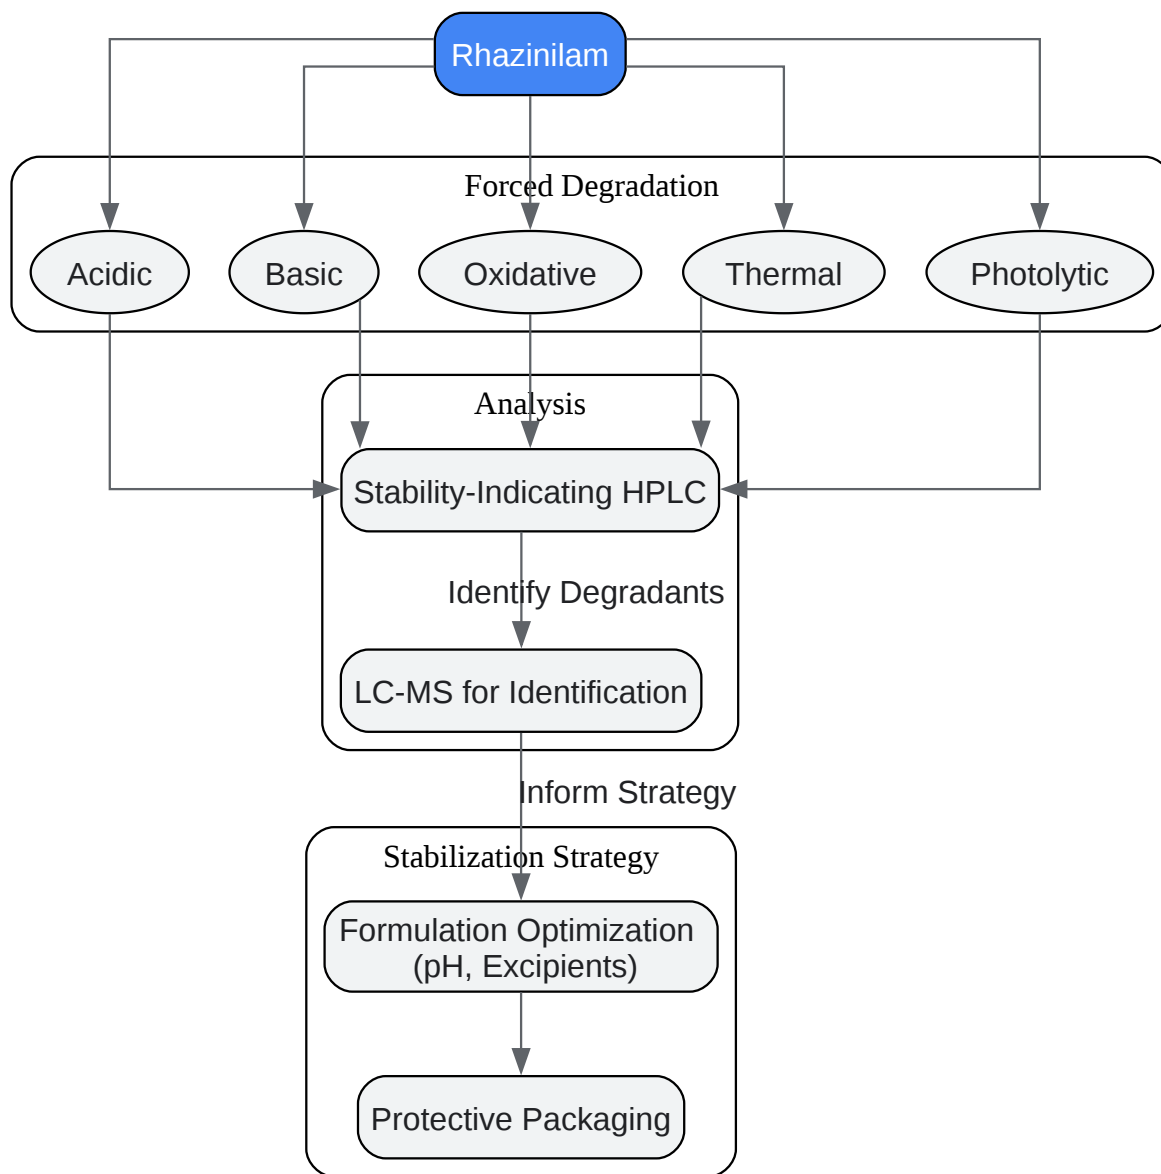 Rhazinilam
Forced Degradation
Acidic
Basic
Oxidative
Thermal
Photolytic
Analysis
Stability-Indicating HPLC
Identify Degradants
LC-MS for Identification
Inform Strategy
Stabilization Strategy
Formulation Optimization
(pH, Excipients)
Protective Packaging